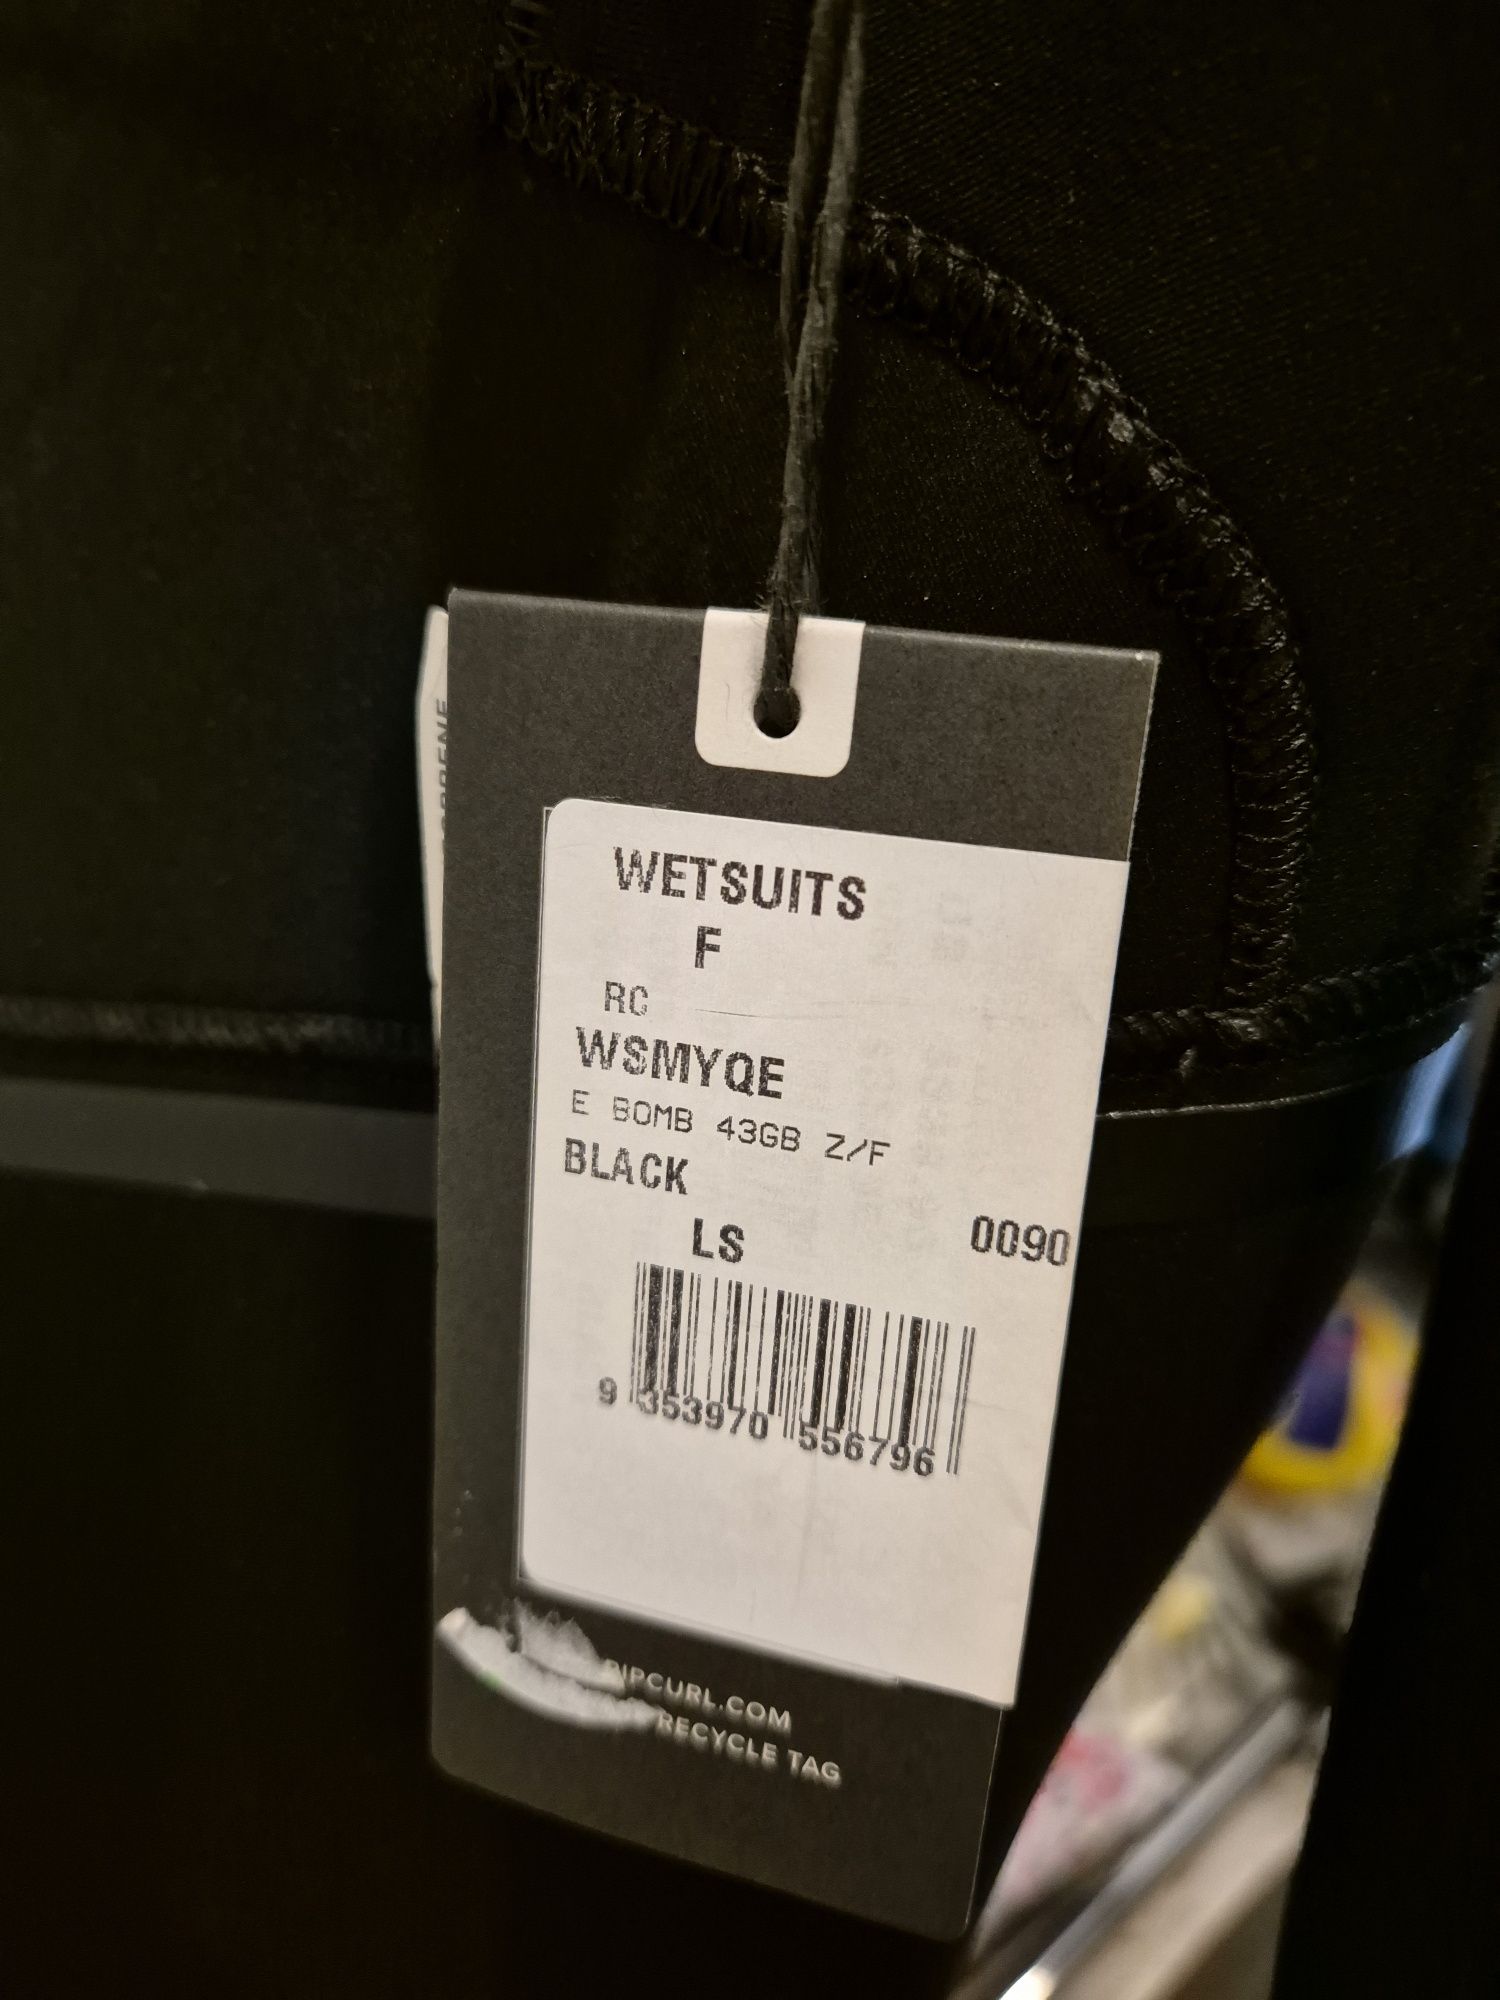 WETSUITS
F
RC
WSMYQE
E BOMB 43GB Z/F
BLACK
LS 0090
9 353970 556796
RIPCURL.COM
RECYCLE TAG